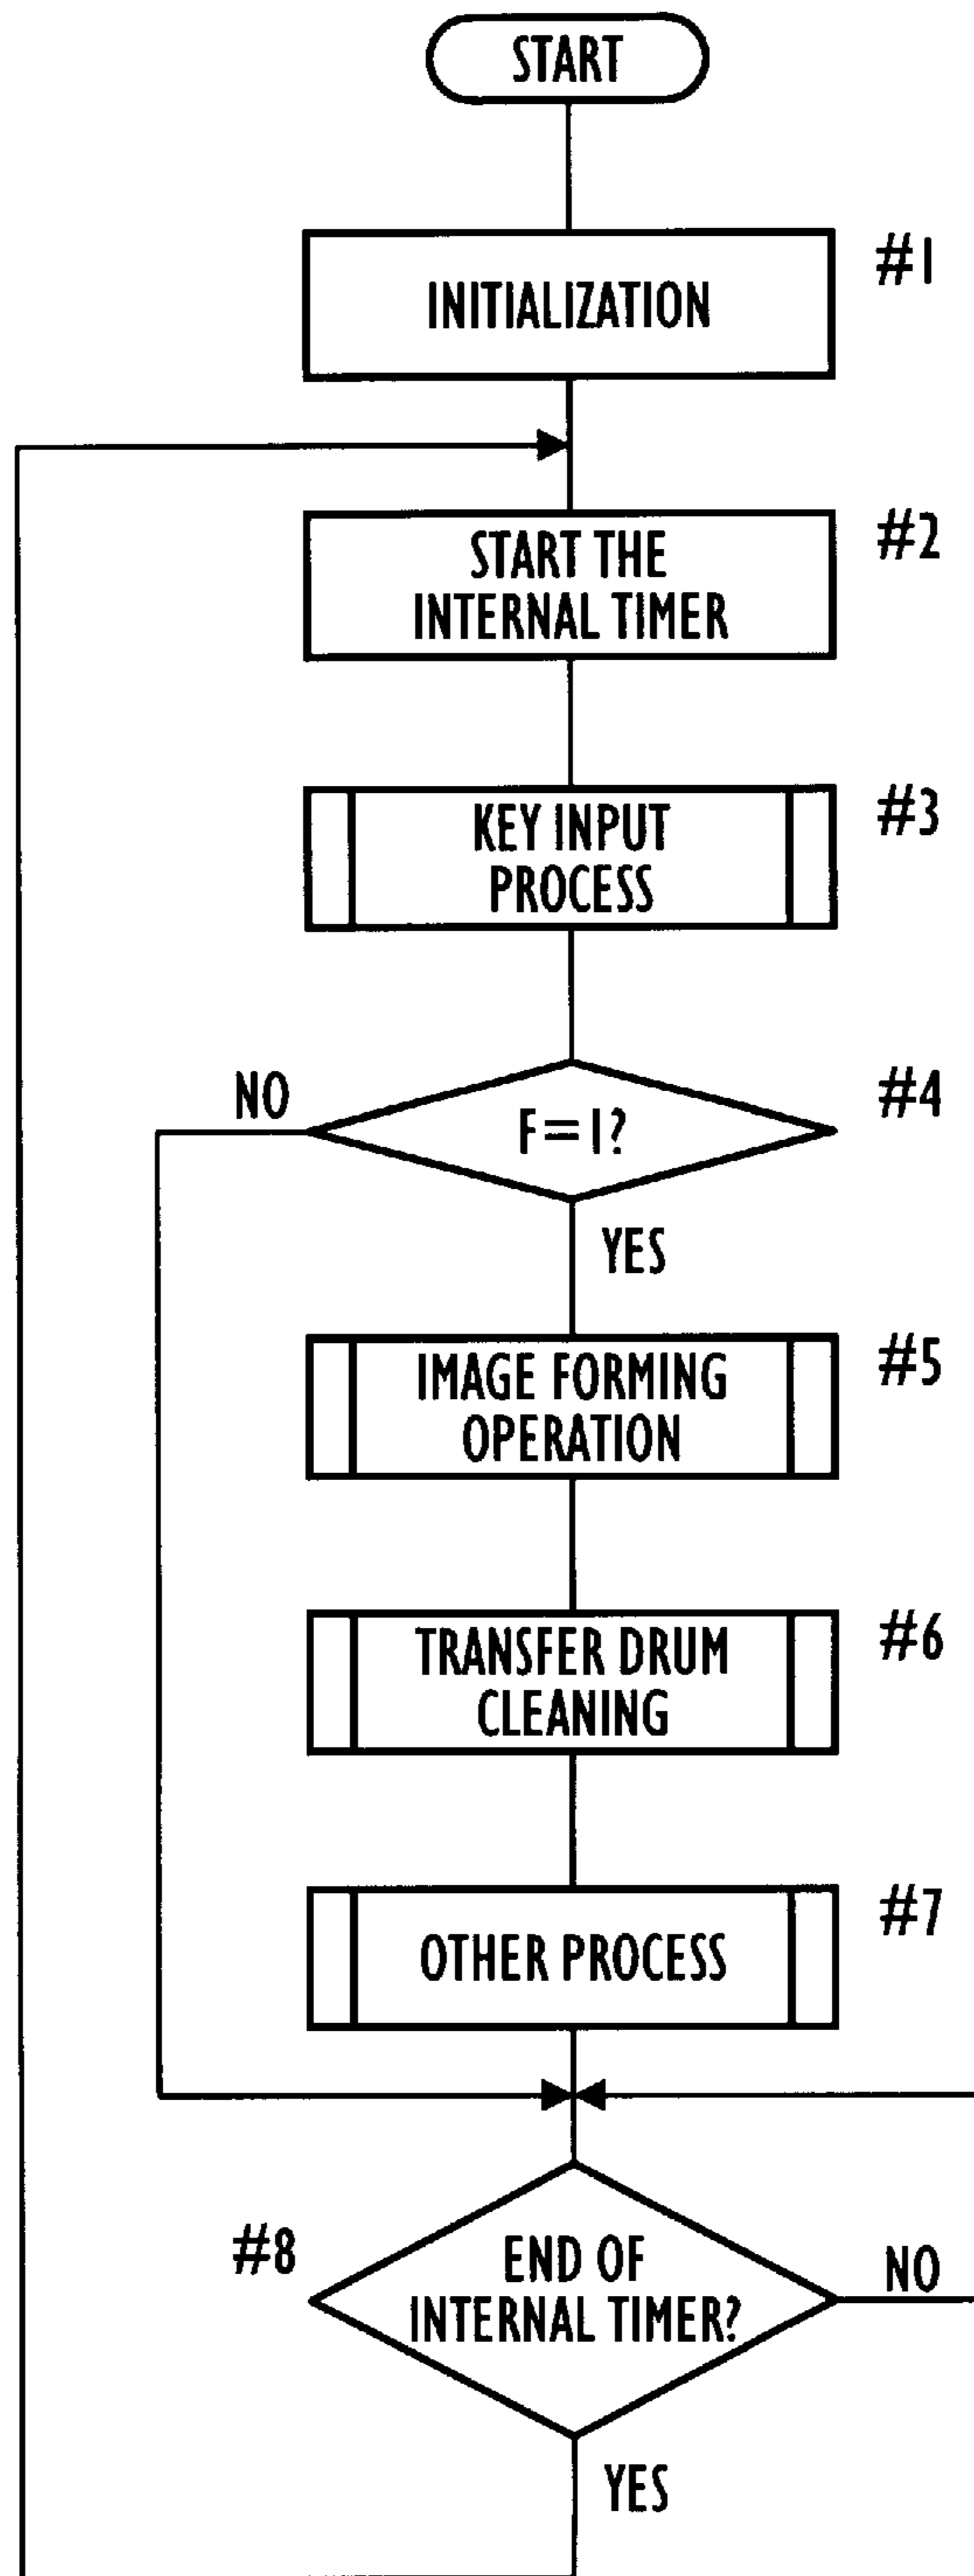 START
INITIALIZATION
#1
START THE
INTERNAL TIMER
#2
KEY INPUT
PROCESS
#3
NO
F=1?
#4
YES
IMAGE FORMING
OPERATION
#5
TRANSFER DRUM
CLEANING
#6
OTHER PROCESS
#7
#8
END OF
INTERNAL TIMER?
NO
YES